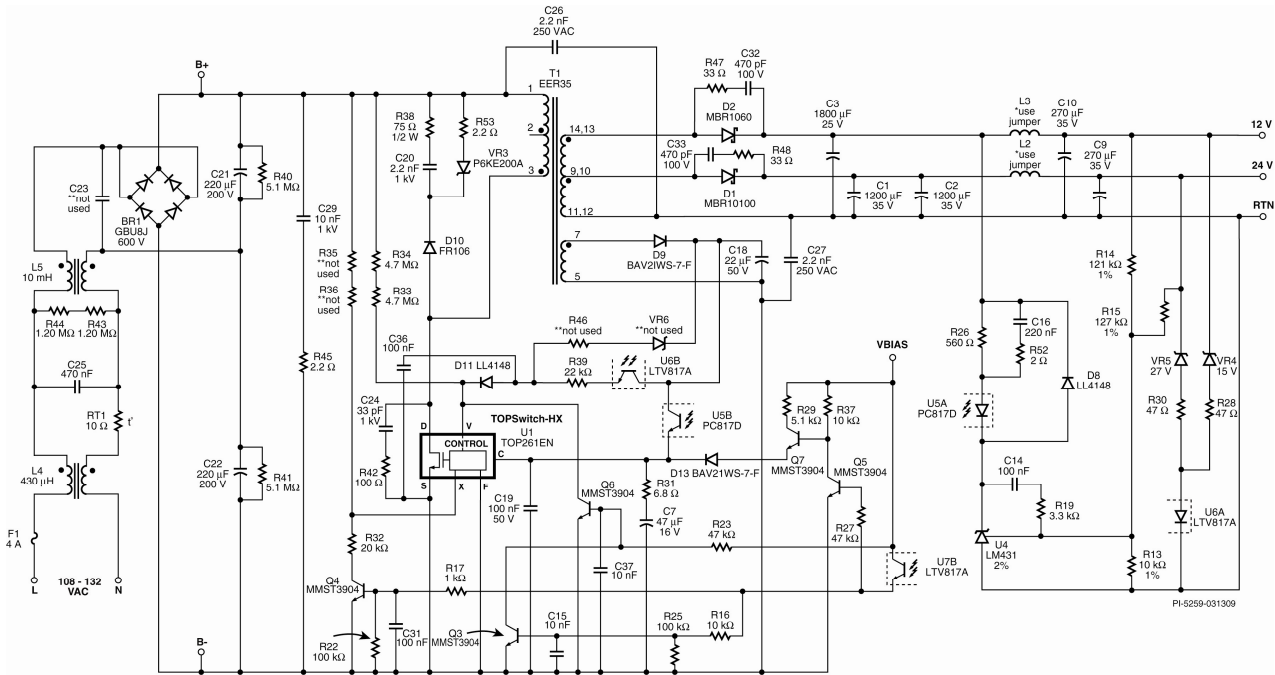 C26
2.2 nF
250 VAC
B+
T1
EER35
1
2
3
14,13
9,10
11,12
7
5
R47
33 Ω
C32
470 pF
100 V
D2
MBR1060
C33
470 pF
100 V
R48
33 Ω
D1
MBR10100
C3
1800 µF
25 V
C1
1200 µF
35 V
C2
1200 µF
35 V
L3
*use
jumper
L2
*use
jumper
C10
270 µF
35 V
C9
270 µF
35 V
12 V
24 V
RTN
R38
75 Ω
1/2 W
R53
2.2 Ω
C20
2.2 nF
1 kV
VR3
P6KE200A
C23
**not
used
BR1
GBU8J
600 V
C21
220 µF
200 V
R40
5.1 MΩ
C29
10 nF
1 kV
D10
FR106
R35
**not
used
R36
**not
used
R34
4.7 MΩ
R33
4.7 MΩ
D9
BAV21WS-7-F
C18
22 µF
50 V
C27
2.2 nF
250 VAC
L5
10 mH
R44
1.20 MΩ
R43
1.20 MΩ
C25
470 nF
RT1
10 Ω
t°
L4
430 µH
F1
4 A
L
108 - 132
VAC
N
R45
2.2 Ω
C22
220 µF
200 V
R41
5.1 MΩ
B-
C36
100 nF
D11 LL4148
R46
**not used
VR6
**not used
R39
22 kΩ
U6B
LTV817A
U5B
PC817D
VBIAS
C24
33 pF
1 kV
R42
100 Ω
TOPSwitch-HX
U1
TOP261EN
D
V
CONTROL
C
S
X
F
R29
5.1 kΩ
R37
10 kΩ
Q7
MMST3904
D13 BAV21WS-7-F
Q5
MMST3904
R27
47 kΩ
C19
100 nF
50 V
Q6
MMST3904
R31
6.8 Ω
C7
47 µF
16 V
R23
47 kΩ
U7B
LTV817A
R32
20 kΩ
Q4
MMST3904
R17
1 kΩ
C37
10 nF
R22
100 kΩ
C31
100 nF
Q3
MMST3904
C15
10 nF
R25
100 kΩ
R16
10 kΩ
R14
121 kΩ
1%
R15
127 kΩ
1%
R26
560 Ω
C16
220 nF
R52
2 Ω
D8
LL4148
U5A
PC817D
VR5
27 V
VR4
15 V
R30
47 Ω
R28
47 Ω
C14
100 nF
R19
3.3 kΩ
U4
LM431
2%
U6A
LTV817A
R13
10 kΩ
1%
PI-5259-031309